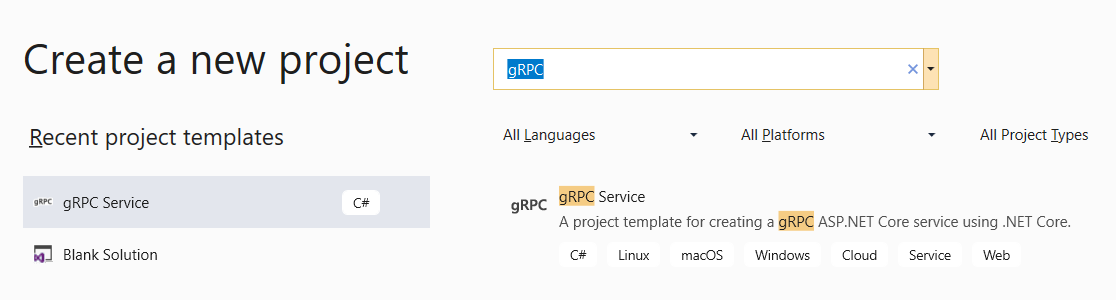 Create a new project
gRPC
Recent project templates
All Languages
All Platforms
All Project Types
gRPC
gRPC Service
C#
Blank Solution
gRPC
gRPC Service
A project template for creating a gRPC ASP.NET Core service using .NET Core.
C#
Linux
macOS
Windows
Cloud
Service
Web